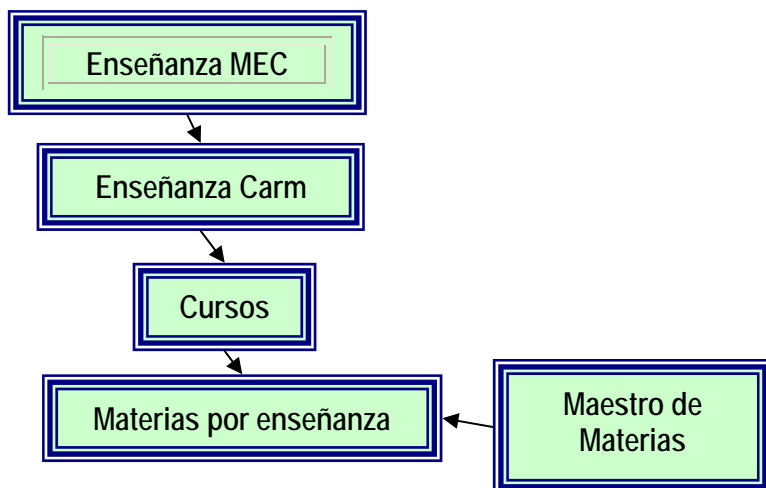 Enseñanza MEC
Enseñanza Carm
Cursos
Materias por enseñanza
Maestro de
Materias